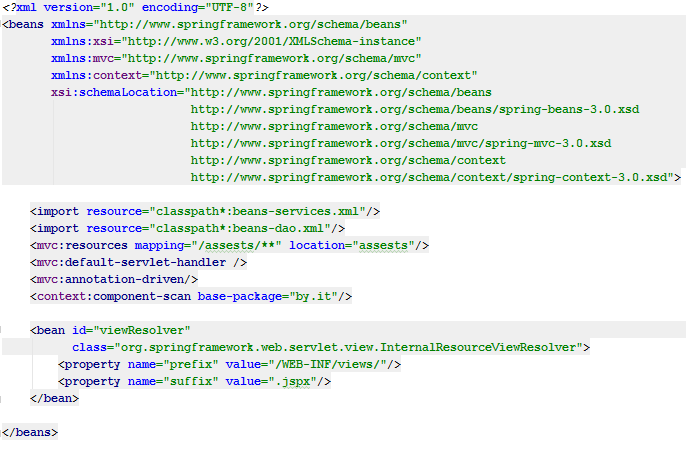 <?xml version="1.0" encoding="UTF-8"?>
<beans xmlns="http://www.springframework.org/schema/beans"
xmlns:xsi="http://www.w3.org/2001/XMLSchema-instance"
xmlns:mvc="http://www.springframework.org/schema/mvc"
xmlns:context="http://www.springframework.org/schema/context"
xsi:schemaLocation="http://www.springframework.org/schema/beans
http://www.springframework.org/schema/beans/spring-beans-3.0.xsd
http://www.springframework.org/schema/mvc
http://www.springframework.org/schema/mvc/spring-mvc-3.0.xsd
http://www.springframework.org/schema/context
http://www.springframework.org/schema/context/spring-context-3.0.xsd">
<import resource="classpath*:beans-services.xml"/>
<import resource="classpath*:beans-dao.xml"/>
<mvc:resources mapping="/assests/**" location="assests"/>
<mvc:default-servlet-handler />
<mvc:annotation-driven/>
<context:component-scan base-package="by.it"/>
<bean id="viewResolver"
class="org.springframework.web.servlet.view.InternalResourceViewResolver">
<property name="prefix" value="/WEB-INF/views/"/>
<property name="suffix" value=".jspx"/>
</bean>
</beans>